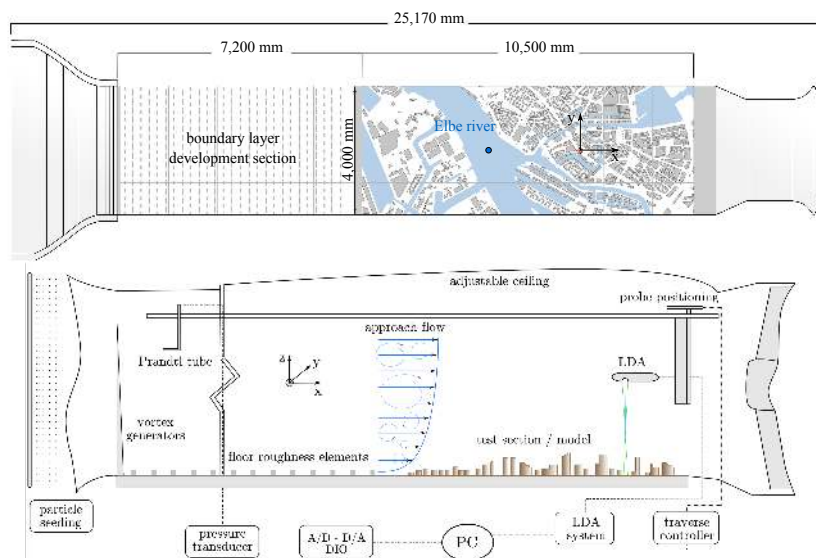 25,170 mm
7,200 mm
10,500 mm
Elbe river
y
x
boundary layer
development section
4,000 mm
adjustable ceiling
probe positioning
approach flow
Prandtl tube
z
y
x
LDA
vortex
generators
test section / model
floor roughness elements
particle
seeding
pressure
transducer
A/D - D/A
DIO
PC
LDA
system
traverse
controller